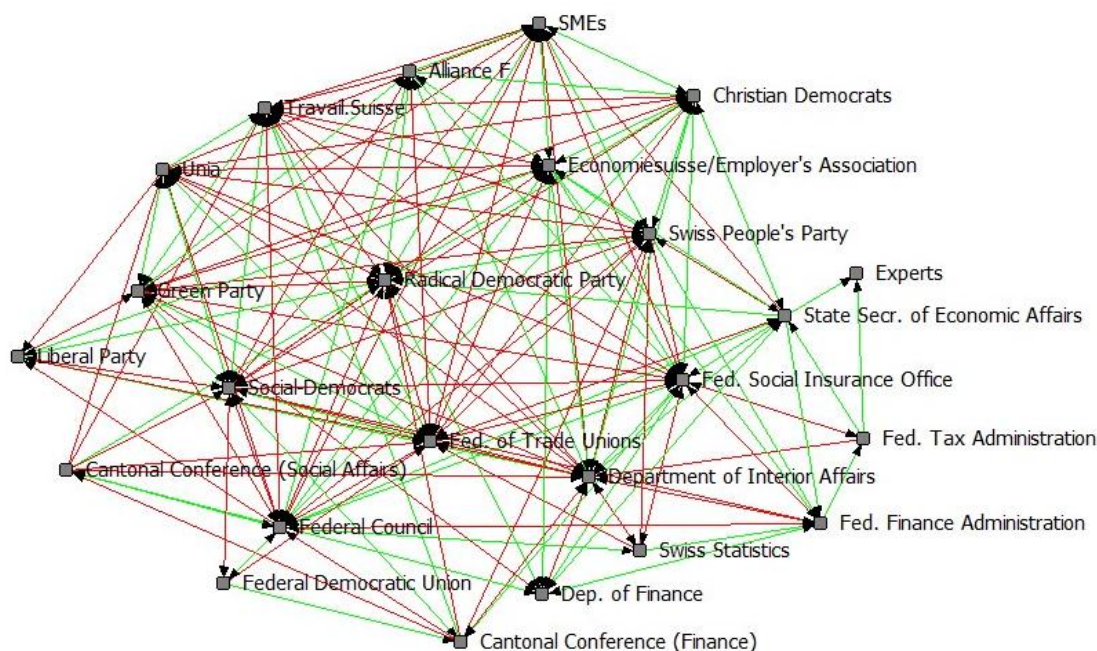 SMEs
Alliance F
Christian Democrats
Travail.Suisse
Economiesuisse/Employer's Association
Unia
Swiss People's Party
Experts
Radical Democratic Party
Green Party
State Secr. of Economic Affairs
Liberal Party
Social-Democrats
Fed. Social Insurance Office
Fed. of Trade Unions
Fed. Tax Administration
Cantonal Conference (Social Affairs)
Department of Interior Affairs
Federal Council
Fed. Finance Administration
Swiss Statistics
Federal Democratic Union
Dep. of Finance
Cantonal Conference (Finance)